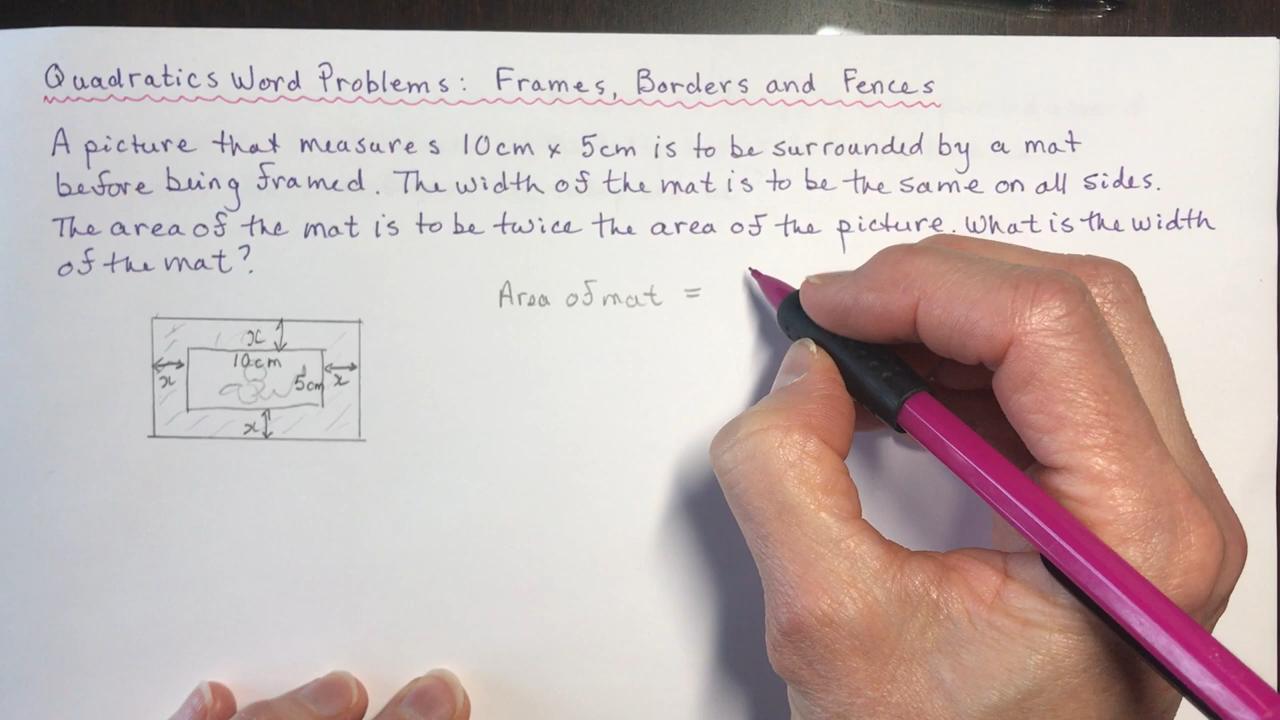 Quadratics Word Problems: Frames, Borders and Fences
A picture that measures 10cm x 5cm is to be surrounded by a mat
before being framed. The width of the mat is to be the same on all sides.
The area of the mat is to be twice the area of the picture. What is the width
of the mat?
Area of mat =
x
10cm
x
5cm
x
x